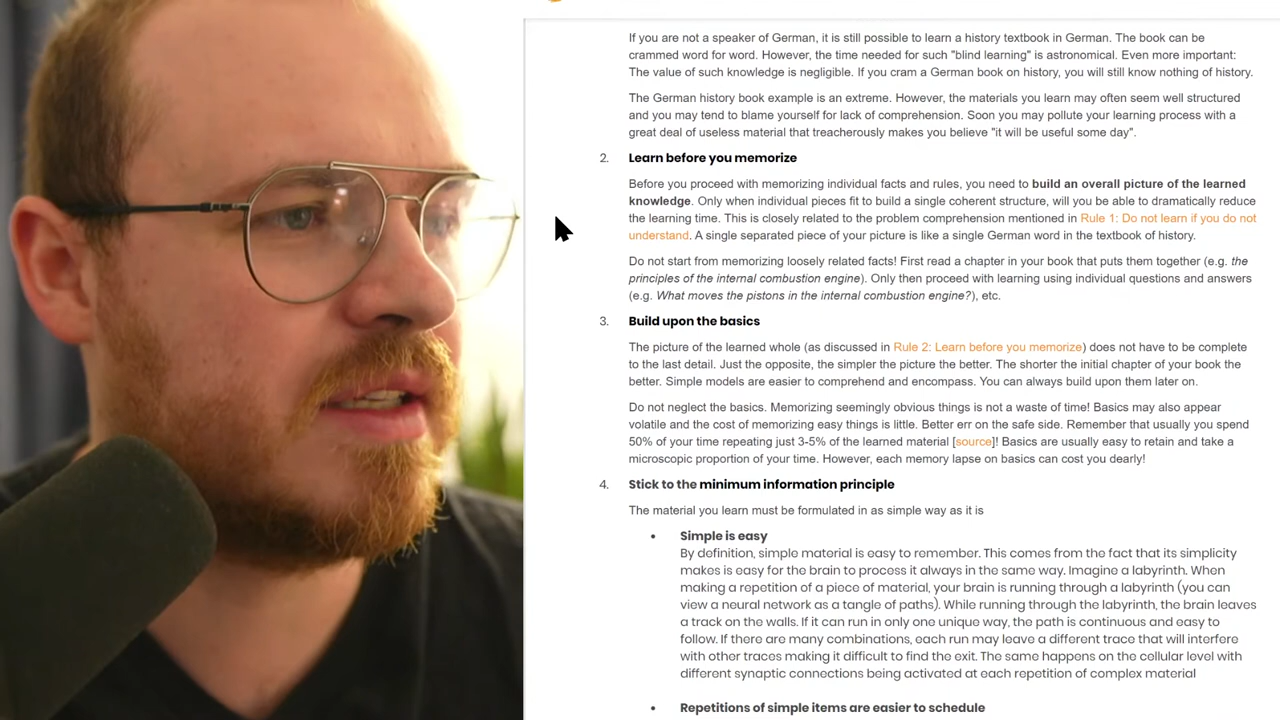 If you are not a speaker of German, it is still possible to learn a history textbook in German. The book can be
crammed word for word. However, the time needed for such "blind learning" is astronomical. Even more important:
The value of such knowledge is negligible. If you cram a German book on history, you will still know nothing of history.
The German history book example is an extreme. However, the materials you learn may often seem well structured
and you may tend to blame yourself for lack of comprehension. Soon you may pollute your learning process with a
great deal of useless material that treacherously makes you believe "it will be useful some day".
2. Learn before you memorize
Before you proceed with memorizing individual facts and rules, you need to build an overall picture of the learned
knowledge. Only when individual pieces fit to build a single coherent structure, will you be able to dramatically reduce
the learning time. This is closely related to the problem comprehension mentioned in Rule 1: Do not learn if you do not
understand. A single separated piece of your picture is like a single German word in the textbook of history.
Do not start from memorizing loosely related facts! First read a chapter in your book that puts them together (e.g. the
principles of the internal combustion engine). Only then proceed with learning using individual questions and answers
(e.g. What moves the pistons in the internal combustion engine?), etc.
3. Build upon the basics
The picture of the learned whole (as discussed in Rule 2: Learn before you memorize) does not have to be complete
to the last detail. Just the opposite, the simpler the picture the better. The shorter the initial chapter of your book the
better. Simple models are easier to comprehend and encompass. You can always build upon them later on.
Do not neglect the basics. Memorizing seemingly obvious things is not a waste of time! Basics may also appear
volatile and the cost of memorizing easy things is little. Better err on the safe side. Remember that usually you spend
50% of your time repeating just 3-5% of the learned material [source]! Basics are usually easy to retain and take a
microscopic proportion of your time. However, each memory lapse on basics can cost you dearly!
4. Stick to the minimum information principle
The material you learn must be formulated in as simple way as it is
• Simple is easy
By definition, simple material is easy to remember. This comes from the fact that its simplicity
makes is easy for the brain to process it always in the same way. Imagine a labyrinth. When
making a repetition of a piece of material, your brain is running through a labyrinth (you can
view a neural network as a tangle of paths). While running through the labyrinth, the brain leaves
a track on the walls. If it can run in only one unique way, the path is continuous and easy to
follow. If there are many combinations, each run may leave a different trace that will interfere
with other traces making it difficult to find the exit. The same happens on the cellular level with
different synaptic connections being activated at each repetition of complex material
• Repetitions of simple items are easier to schedule